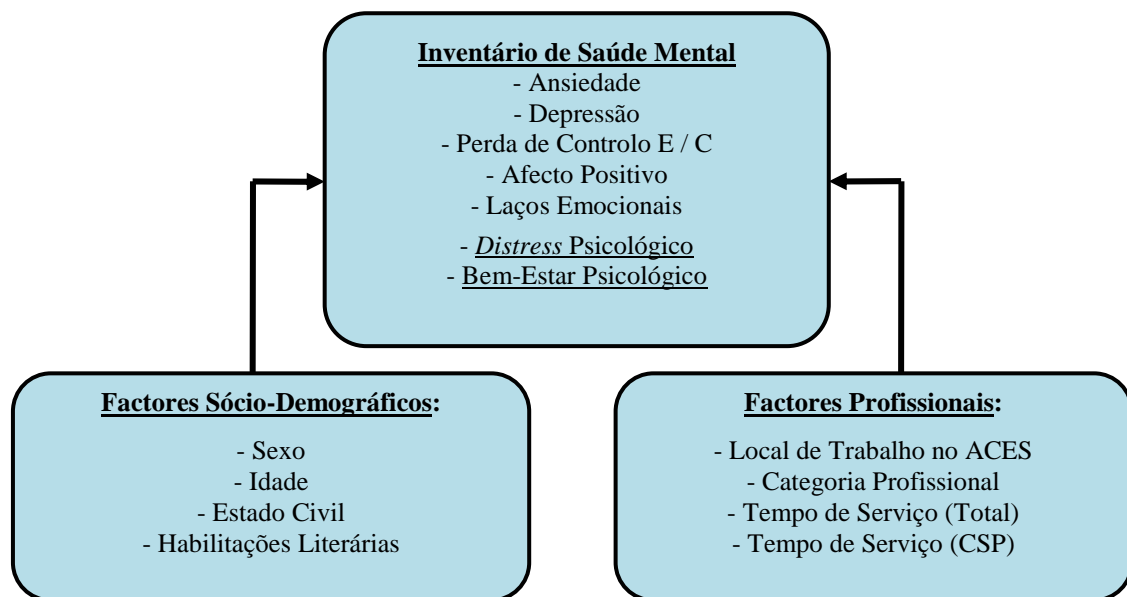 Inventário de Saúde Mental
- Ansiedade
- Depressão
- Perda de Controlo E / C
- Afecto Positivo
- Laços Emocionais
- Distress Psicológico
- Bem-Estar Psicológico
Factores Sócio-Demográficos:
- Sexo
- Idade
- Estado Civil
- Habilitações Literárias
Factores Profissionais:
- Local de Trabalho no ACES
- Categoria Profissional
- Tempo de Serviço (Total)
- Tempo de Serviço (CSP)